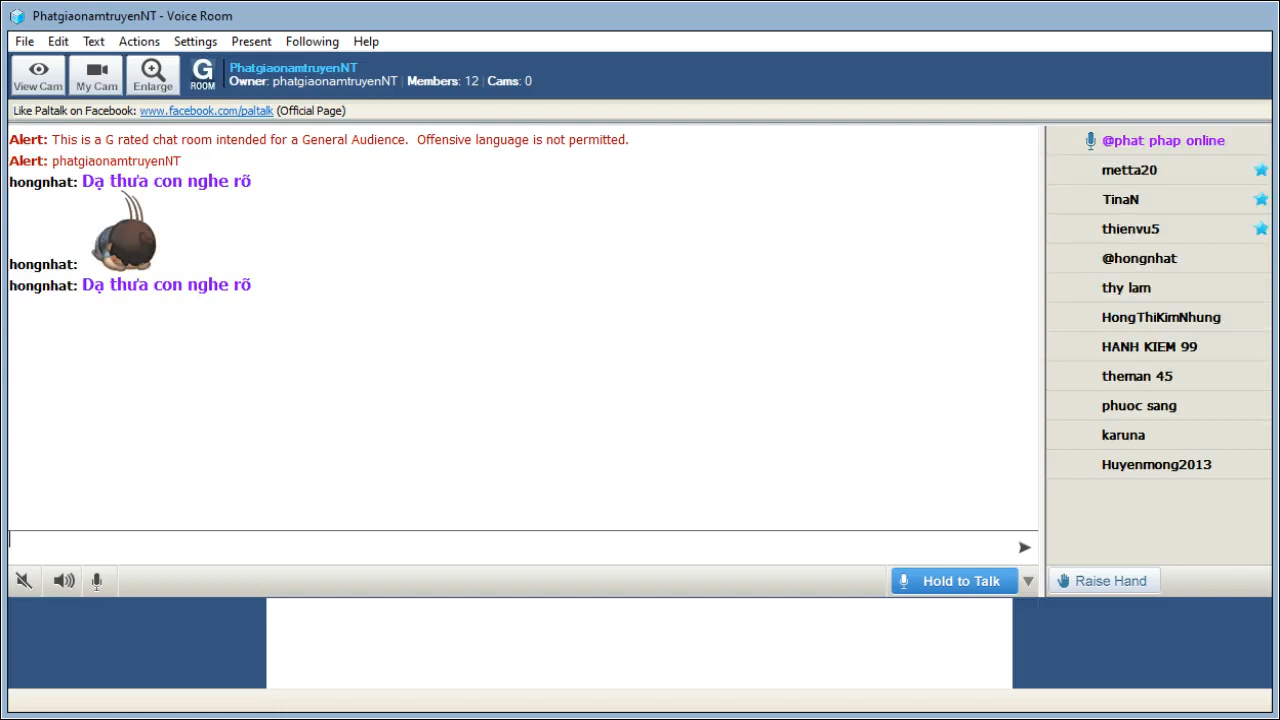 PhatgiaonamtruyenNT - Voice Room
File Edit Text Actions Settings Present Following Help
View Cam My Cam Enlarge G ROOM
PhatgiaonamtruyenNT
Owner: phatgiaonamtruyenNT | Members: 12 | Cams: 0
Like Paltalk on Facebook: www.facebook.com/paltalk (Official Page)
Alert: This is a G rated chat room intended for a General Audience. Offensive language is not permitted.
Alert: phatgiaonamtruyenNT
hongnhat: Dạ thưa con nghe rõ
hongnhat:
hongnhat: Dạ thưa con nghe rõ
@phat phap online
metta20
TinaN
thienvu5
@hongnhat
thy lam
HongThiKimNhung
HANH KIEM 99
theman 45
phuoc sang
karuna
Huyenmong2013
Hold to Talk
Raise Hand